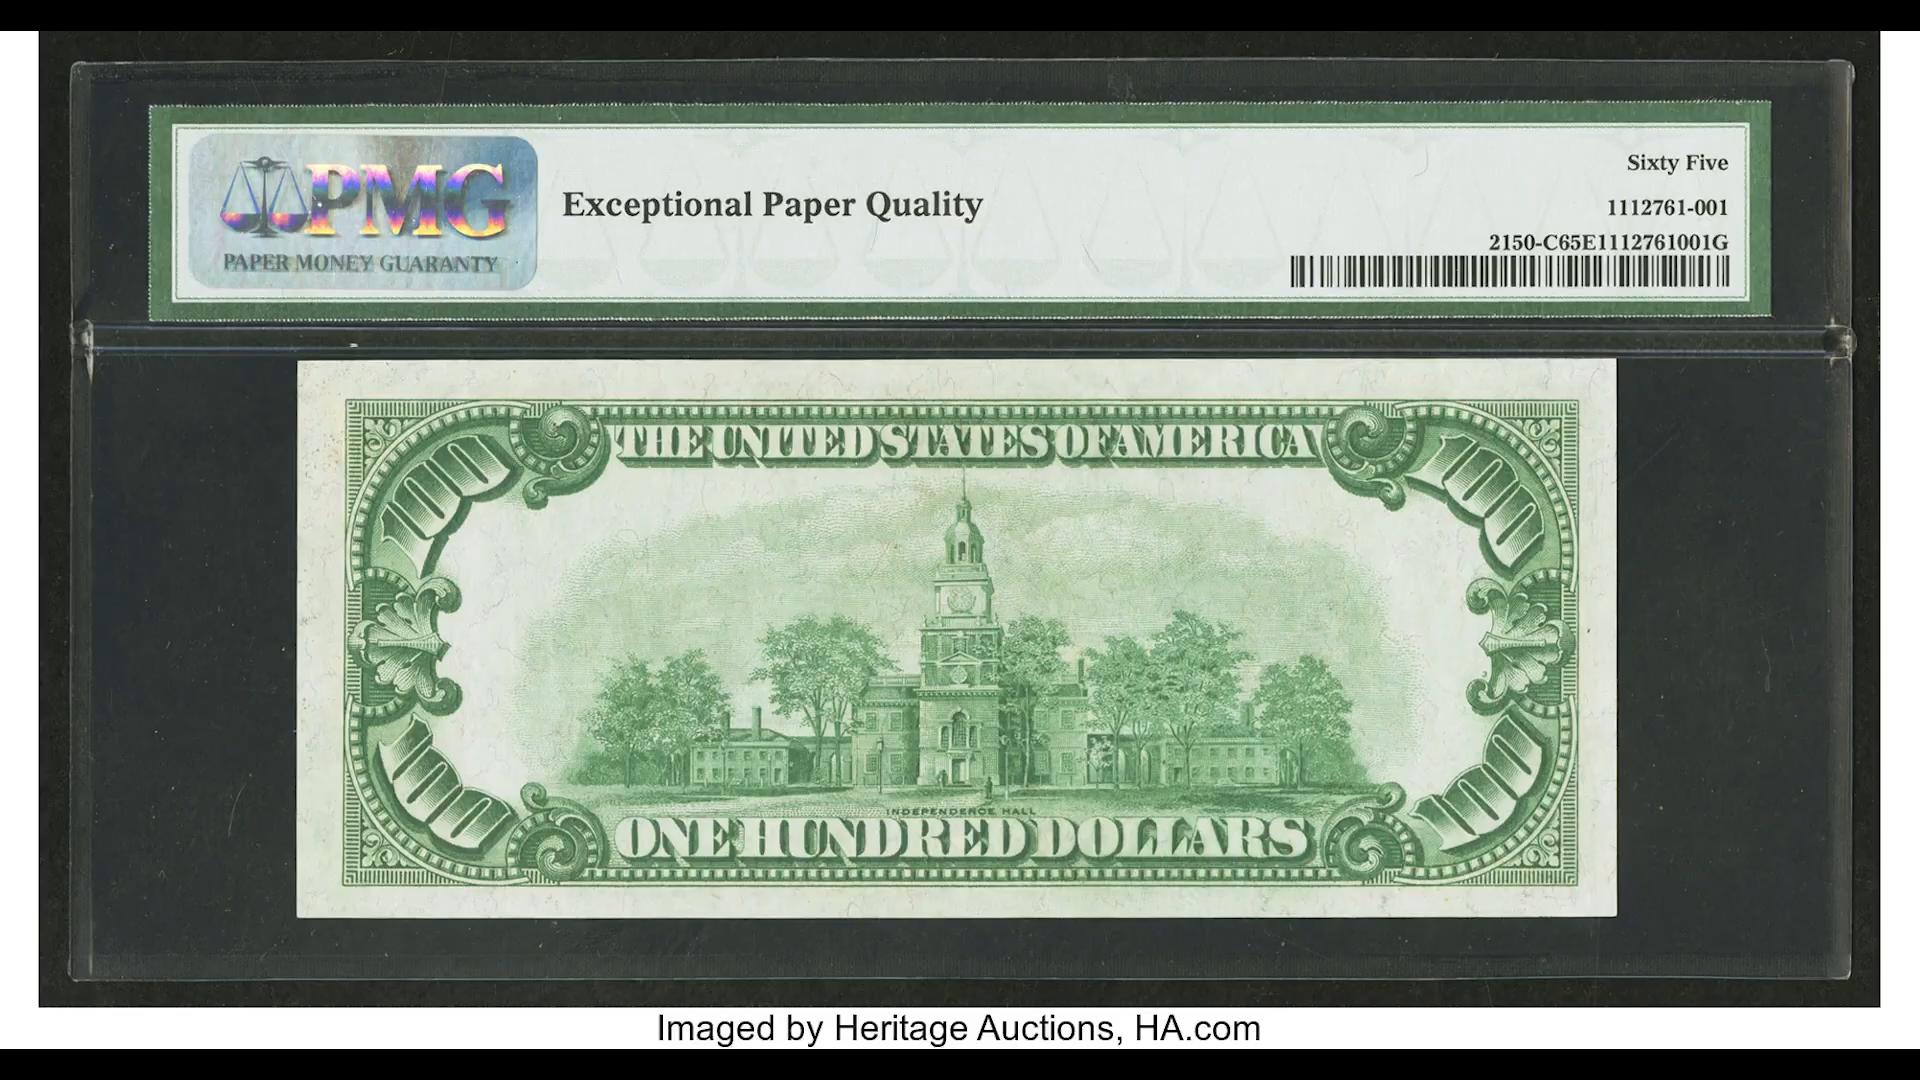 PMG
PAPER MONEY GUARANTY
Exceptional Paper Quality
Sixty Five
1112761-001
2150-C65E1112761001G
100
THE UNITED STATES OF AMERICA
100
INDEPENDENCE HALL
100
ONE HUNDRED DOLLARS
100
Imaged by Heritage Auctions, HA.com